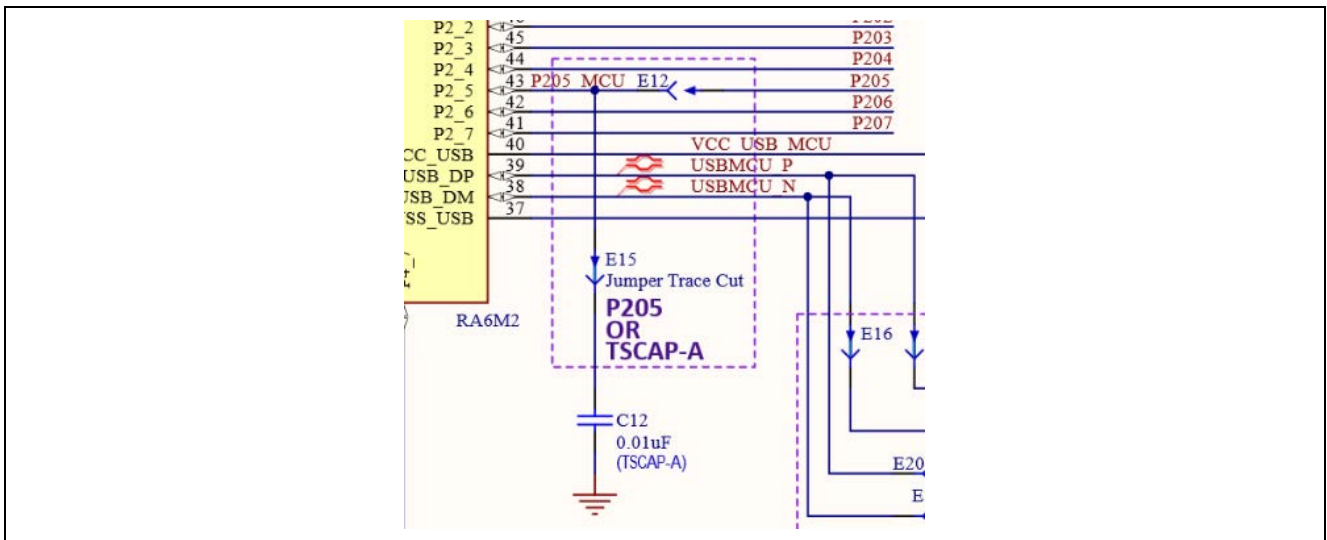 P2_2
P2_3
P2_4
P2_5
P2_6
P2_7
CC_USB
USB_DP
USB_DM
SS_USB
45
44
43
42
41
40
39
38
37
P205_MCU
E12
P203
P204
P205
P206
P207
VCC_USB_MCU
USBMCU_P
USBMCU_N
E15
Jumper Trace Cut
P205
OR
TSCAP-A
RA6M2
E16
C12
0.01uF
(TSCAP-A)
E20
E